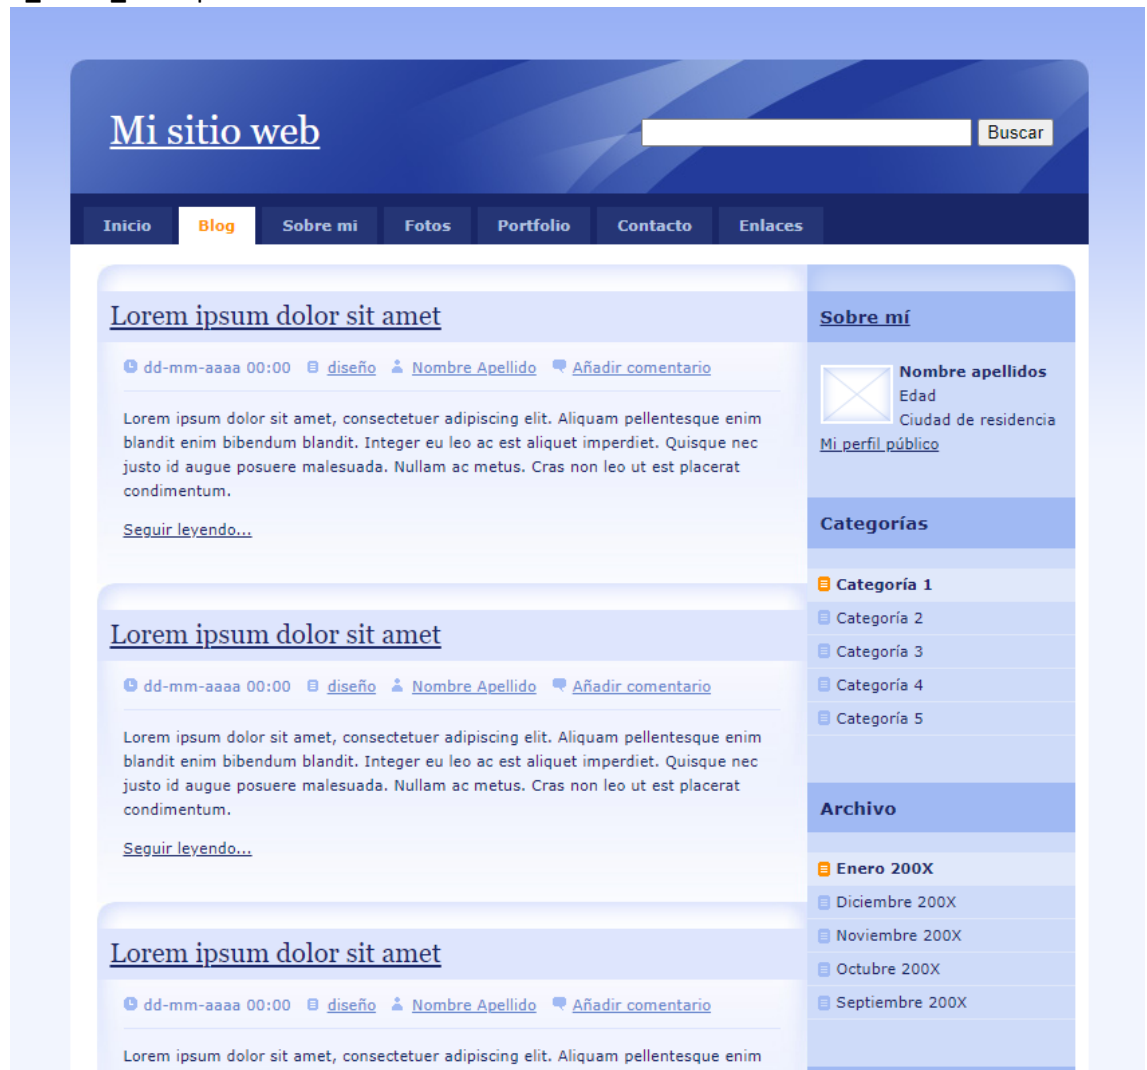 Mi sitio web
Buscar
Inicio Blog Sobre mi Fotos Portfolio Contacto Enlaces
Lorem ipsum dolor sit amet
dd-mm-aaaa 00:00 diseño Nombre Apellido Añadir comentario
Lorem ipsum dolor sit amet, consectetuer adipiscing elit. Aliquam pellentesque enim
blandit enim bibendum blandit. Integer eu leo ac est aliquet imperdiet. Quisque nec
justo id augue posuere malesuada. Nullam ac metus. Cras non leo ut est placerat
condimentum.
Seguir leyendo...
Lorem ipsum dolor sit amet
dd-mm-aaaa 00:00 diseño Nombre Apellido Añadir comentario
Lorem ipsum dolor sit amet, consectetuer adipiscing elit. Aliquam pellentesque enim
blandit enim bibendum blandit. Integer eu leo ac est aliquet imperdiet. Quisque nec
justo id augue posuere malesuada. Nullam ac metus. Cras non leo ut est placerat
condimentum.
Seguir leyendo...
Lorem ipsum dolor sit amet
dd-mm-aaaa 00:00 diseño Nombre Apellido Añadir comentario
Lorem ipsum dolor sit amet, consectetuer adipiscing elit. Aliquam pellentesque enim
Sobre mí
Nombre apellidos
Edad
Ciudad de residencia
Mi perfil público
Categorías
Categoría 1
Categoría 2
Categoría 3
Categoría 4
Categoría 5
Archivo
Enero 200X
Diciembre 200X
Noviembre 200X
Octubre 200X
Septiembre 200X